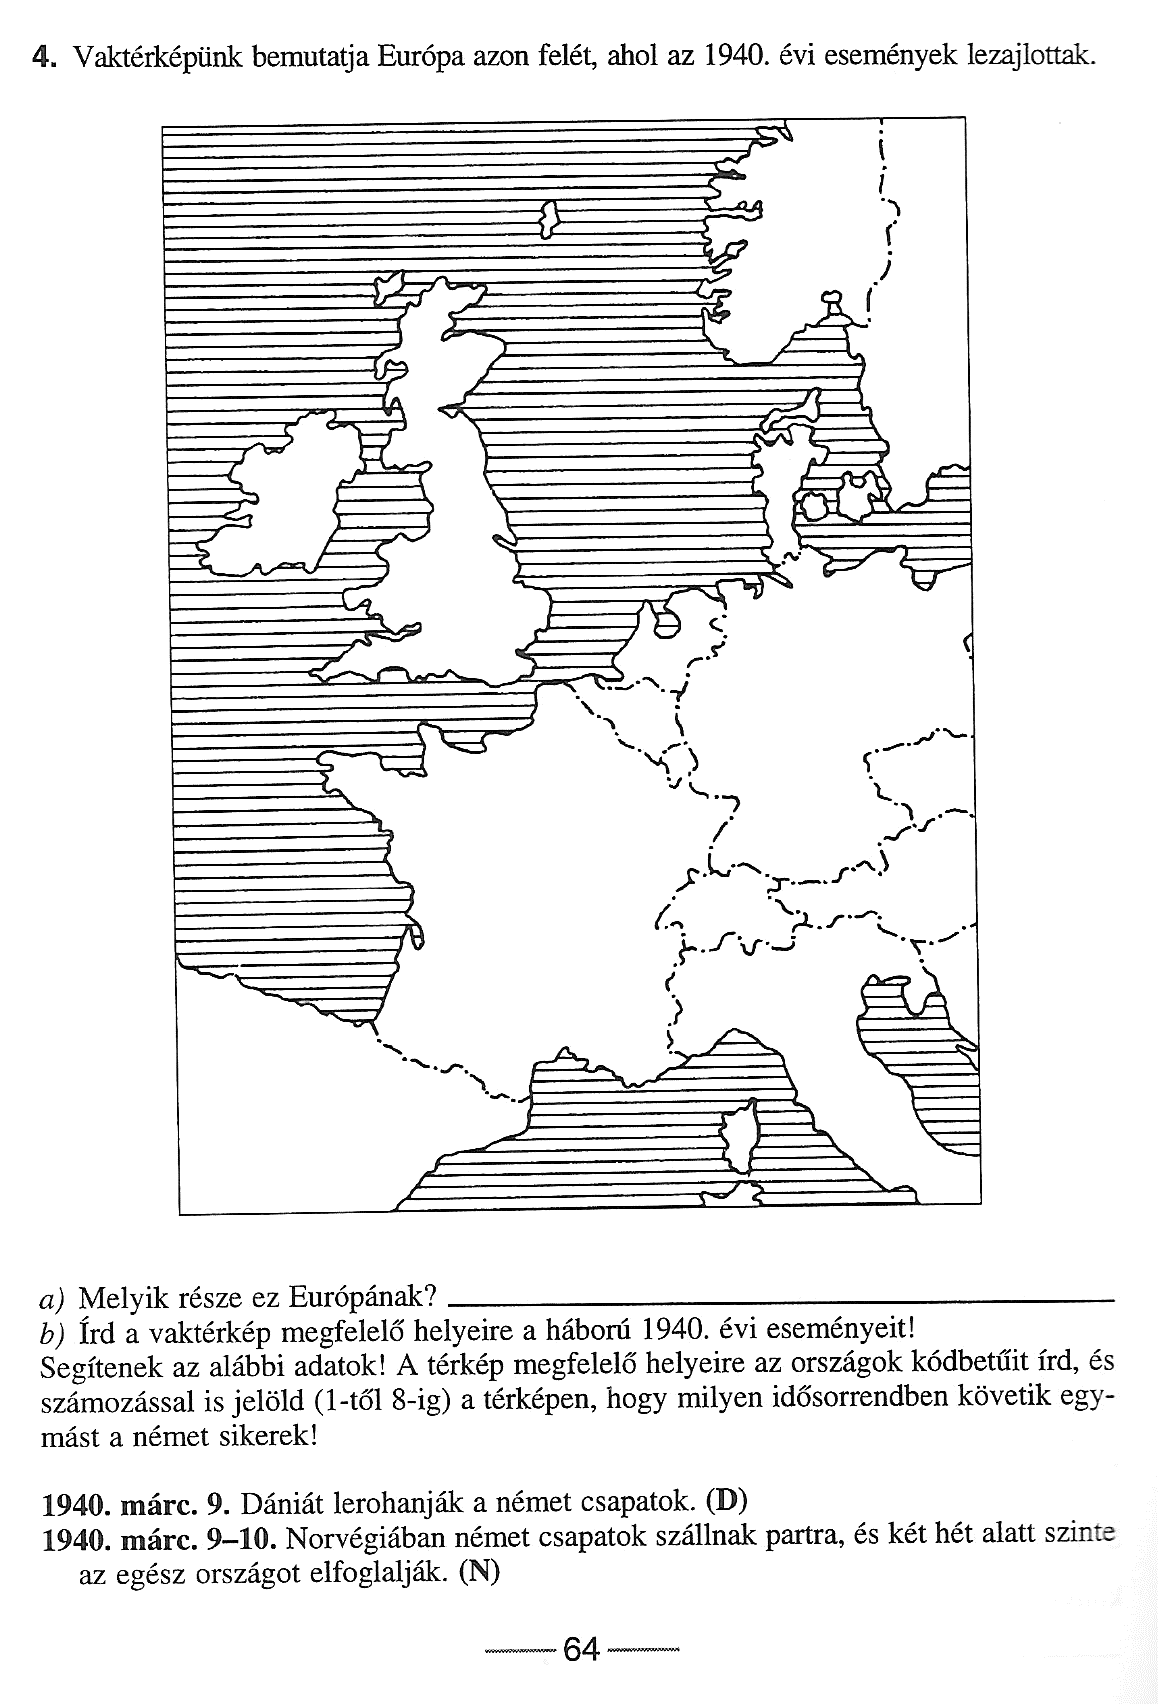 4. Vaktérképünk bemutatja Európa azon felét, ahol az 1940. évi események lezajlottak.
a) Melyik része ez Európának? 
b) Írd a vaktérkép megfelelő helyeire a háború 1940. évi eseményeit!
Segítenek az alábbi adatok! A térkép megfelelő helyeire az országok kódbetűit írd, és
számozással is jelöld (1-től 8-ig) a térképen, hogy milyen idősorrendben követik egy-
mást a német sikerek!
1940. márc. 9. Dániát lerohanják a német csapatok. (D)
1940. márc. 9–10. Norvégiában német csapatok szállnak partra, és két hét alatt szinte
az egész országot elfoglalják. (N)
64